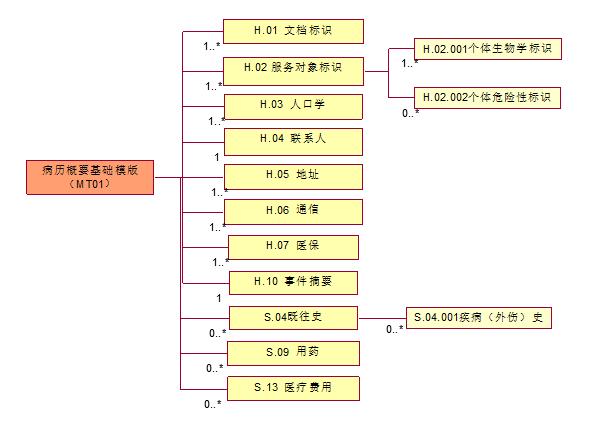 H.01 文档标识
1..*
H.02 服务对象标识
1..*
H.02.001个体生物学标识
1..*
H.02.002个体危险性标识
0..*
H.03 人口学
1..*
H.04 联系人
1
病历概要基础模版
（MT01）
H.05 地址
1..*
H.06 通信
1..*
H.07 医保
1..*
H.10 事件摘要
1
S.04既往史
0..*
S.04.001疾病（外伤）史
0..*
S.09 用药
0..*
S.13 医疗费用
0..*